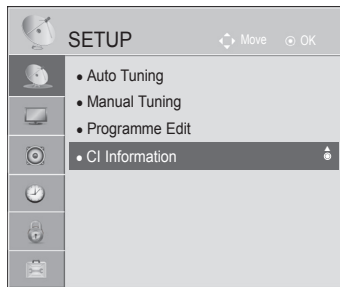 SETUP
Move OK
• Auto Tuning
• Manual Tuning
• Programme Edit
• CI Information